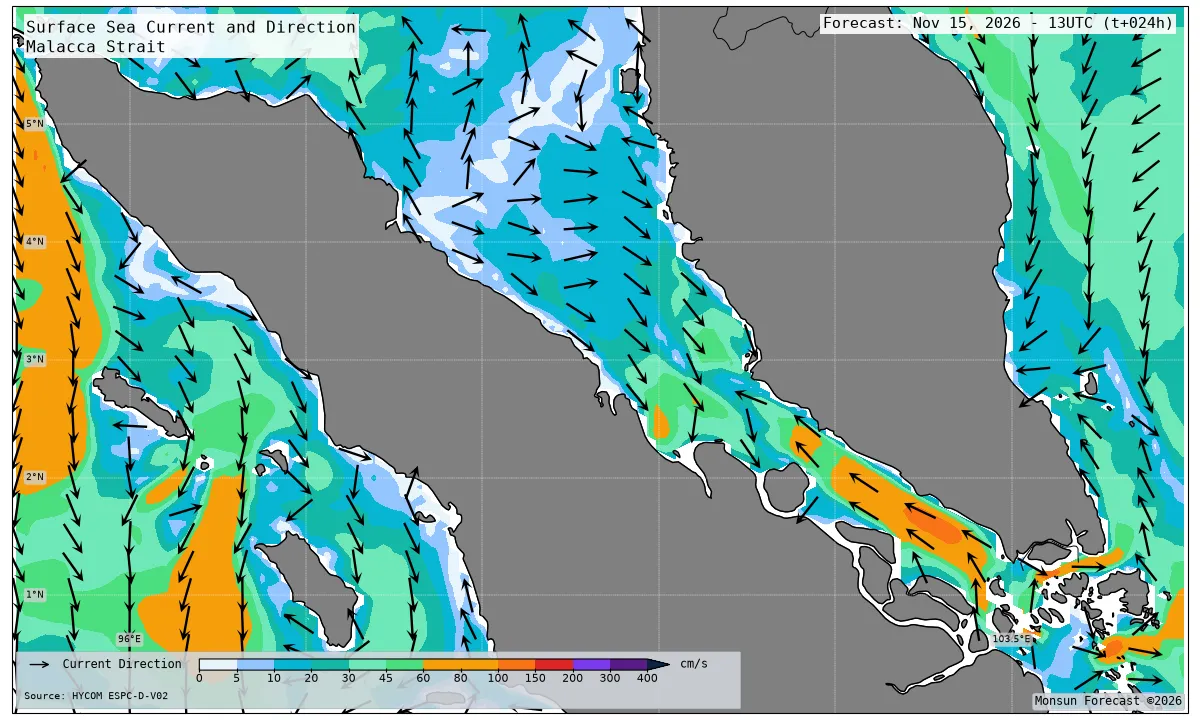 Surface Sea Current and Direction
Malacca Strait
Forecast: Nov 15, 2026 - 13UTC (t+024h)
5°N
4°N
3°N
2°N
1°N
96°E
103.5°E
Current Direction
0 5 10 20 30 45 60 80 100 150 200 300 400
cm/s
Source: HYCOM ESPC-D-V02
Monsun Forecast ©2026